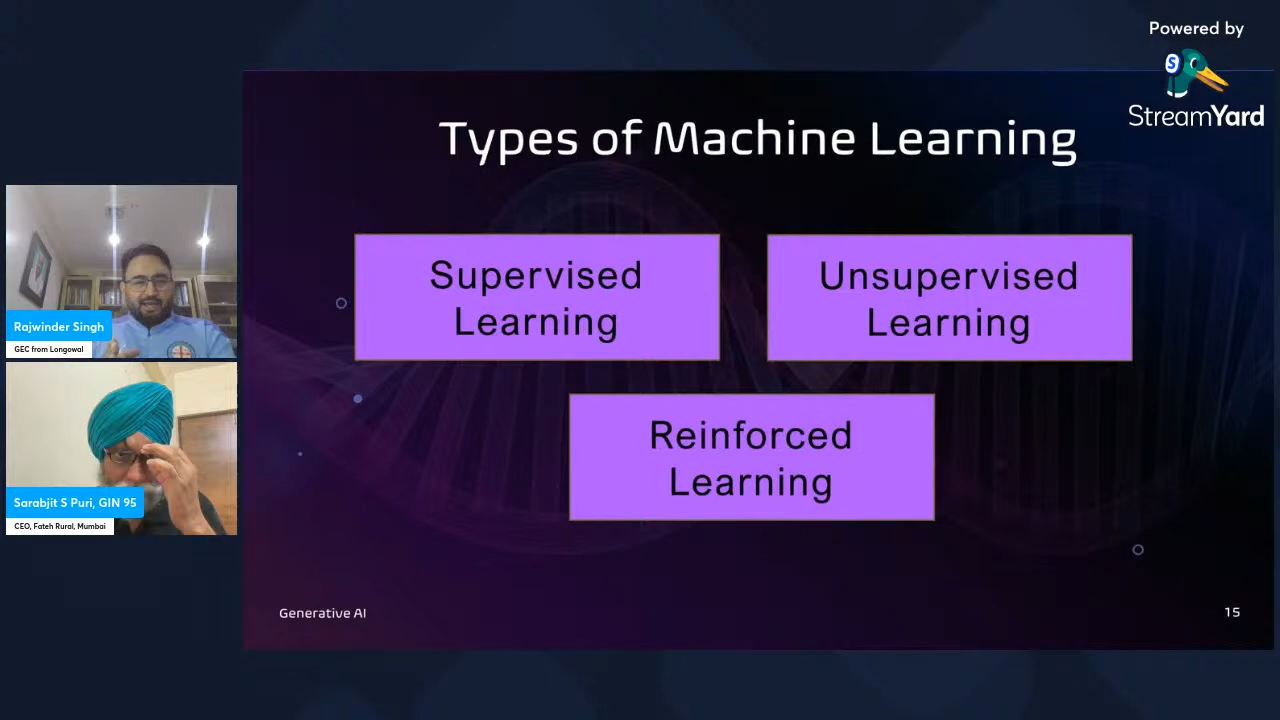 Powered by
StreamYard
Types of Machine Learning
Supervised
Learning
Unsupervised
Learning
Reinforced
Learning
Rajwinder Singh
GEC from Longowal
Sarabjit S Puri, GIN 95
CEO, Fateh Rural, Mumbai
Generative AI
15